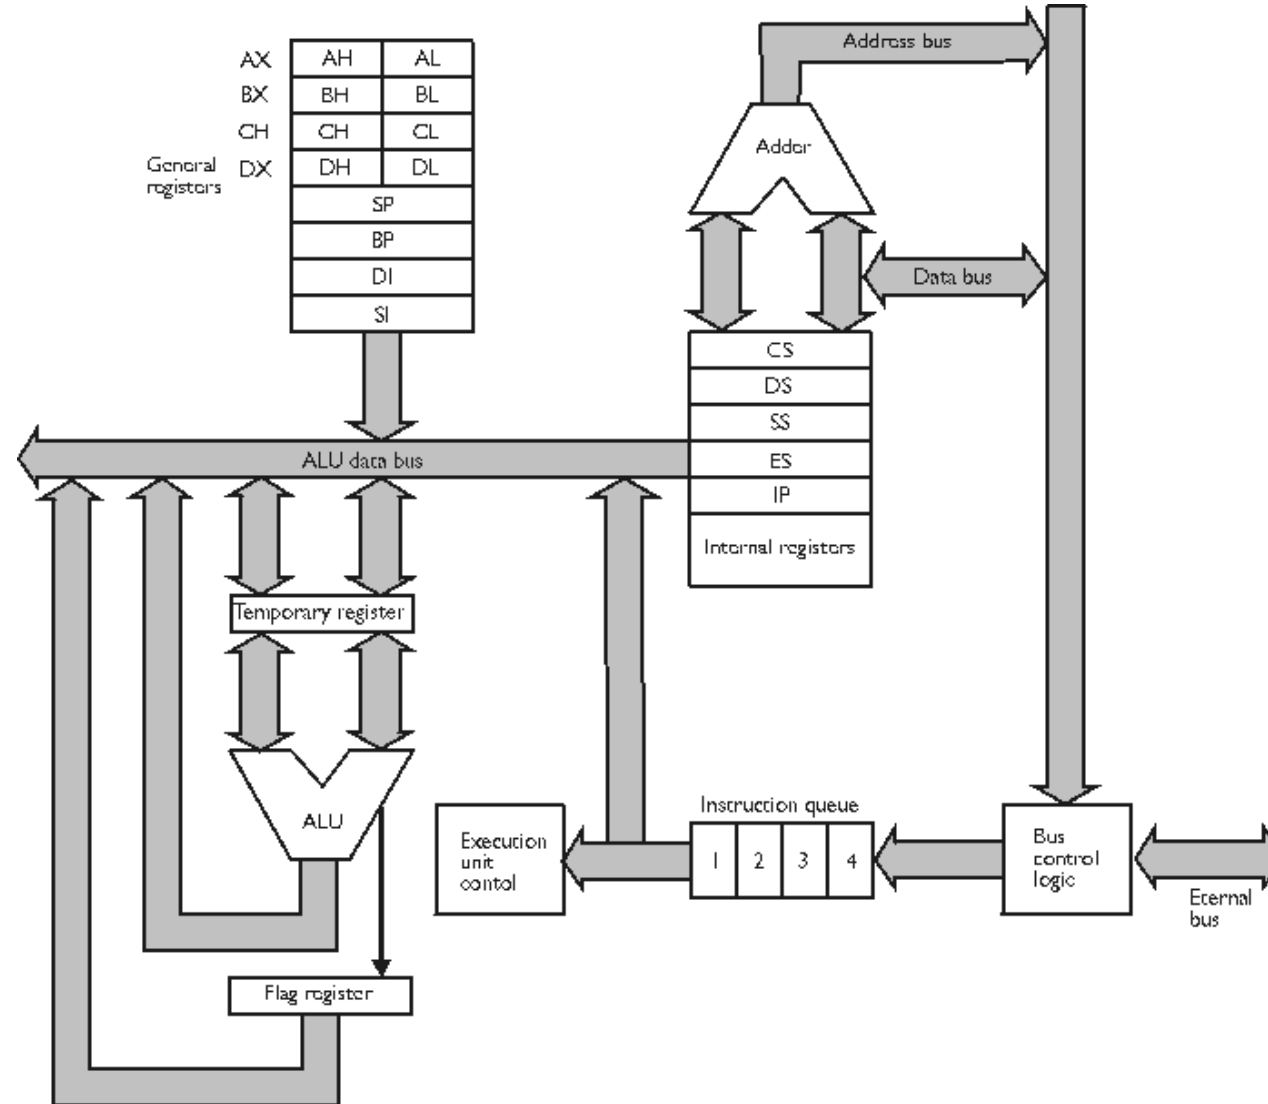 Address bus
AX AH AL
BX BH BL
CH CH CL
General
registers
DX DH DL
SP
BP
DI
SI
Adder
Data bus
CS
DS
SS
ES
IP
Internal registers
ALU data bus
Temporary register
ALU
Flag register
Execution
unit
contol
Instruction queue
1 2 3 4
Bus
control
logic
Eternal
bus